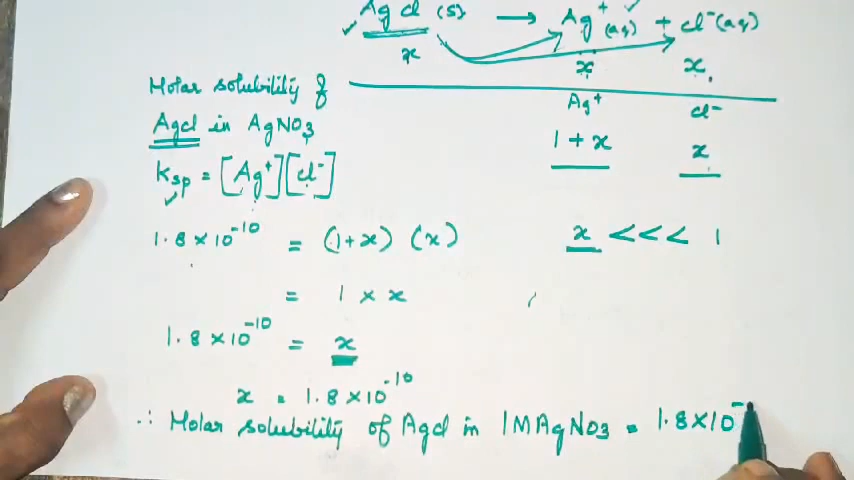 AgCl (s) → Ag⁺(aq) + Cl⁻(aq)
x x x
Molar solubility of
AgCl in AgNO3
Ag⁺ Cl⁻
1 + x x
Ksp = [Ag⁺][Cl⁻]
1.8 × 10⁻¹⁰ = (1+x) (x) x <<< 1
= 1 × x
1.8 × 10⁻¹⁰ = x
x = 1.8 × 10⁻¹⁰
∴ Molar solubility of AgCl in 1M AgNO3 = 1.8 × 10⁻